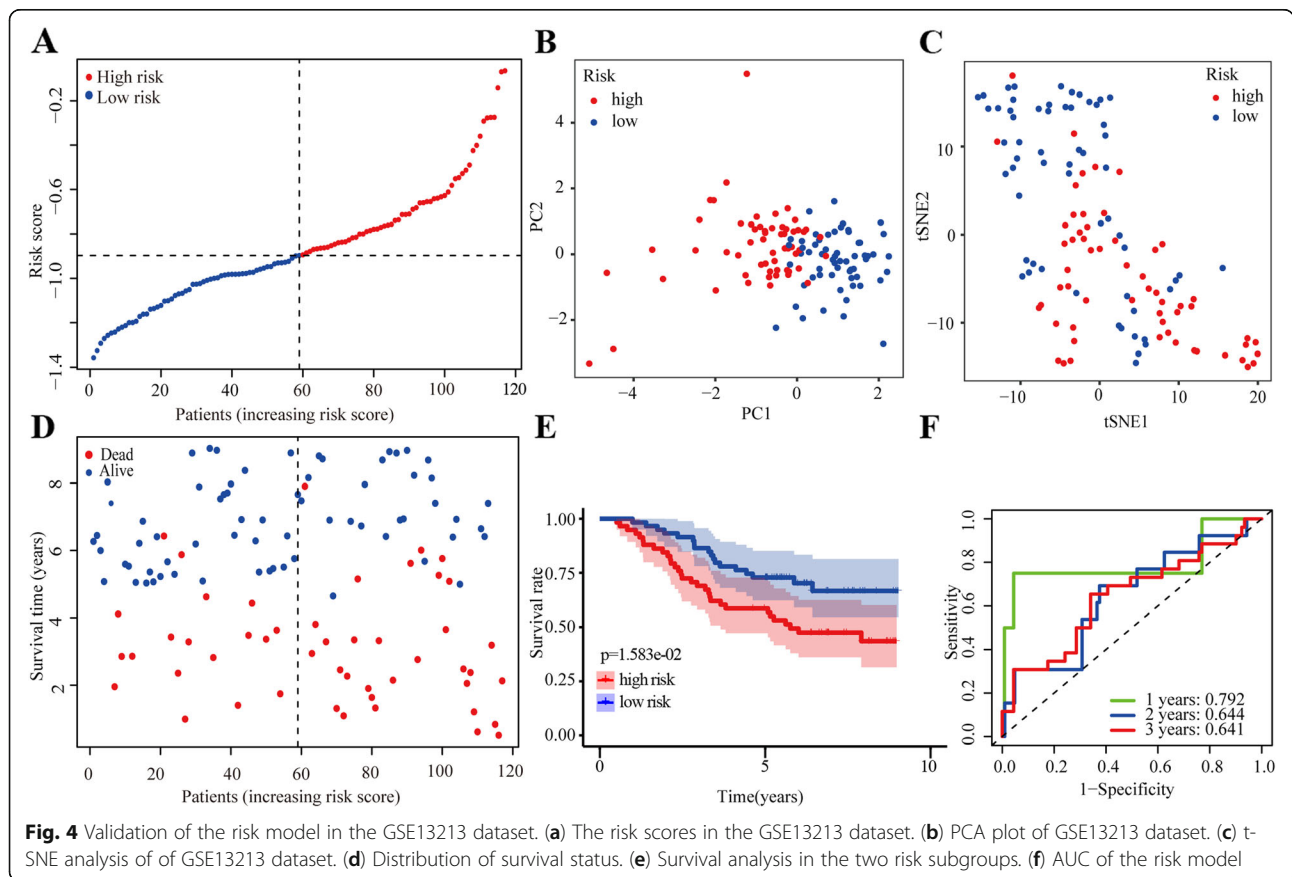 A
High risk
Low risk
Risk score
−0.2
−0.6
−1.0
−1.4
0 20 40 60 80 100 120
Patients (increasing risk score)
B
Risk
high
low
PC2
4
2
0
−2
−4 −2 0 2
PC1
C
Risk
high
low
tSNE2
10
0
−10
−10 0 10 20
tSNE1
D
Dead
Alive
Survival time (years)
8
6
4
2
0 20 40 60 80 100 120
Patients (increasing risk score)
E
Survival rate
1.00
0.75
0.50
0.25
0.00
p=1.583e-02
high risk
low risk
0 5 10
Time(years)
F
Sensitivity
1.0
0.8
0.6
0.4
0.2
0.0
1 years: 0.792
2 years: 0.644
3 years: 0.641
0.0 0.2 0.4 0.6 0.8 1.0
1−Specificity
Fig. 4 Validation of the risk model in the GSE13213 dataset. (a) The risk scores in the GSE13213 dataset. (b) PCA plot of GSE13213 dataset. (c) t-
SNE analysis of of GSE13213 dataset. (d) Distribution of survival status. (e) Survival analysis in the two risk subgroups. (f) AUC of the risk model